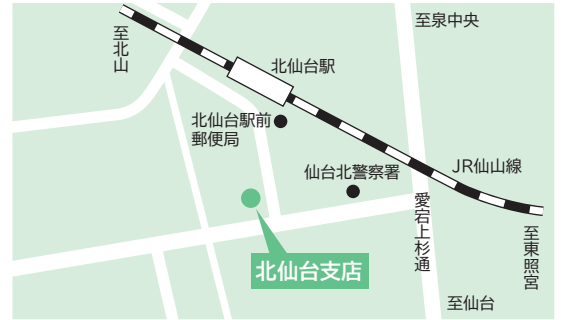 至泉中央
至北山
北仙台駅
北仙台駅前
郵便局
仙台北警察署
JR仙山線
愛宕上杉通
至東照宮
北仙台支店
至仙台